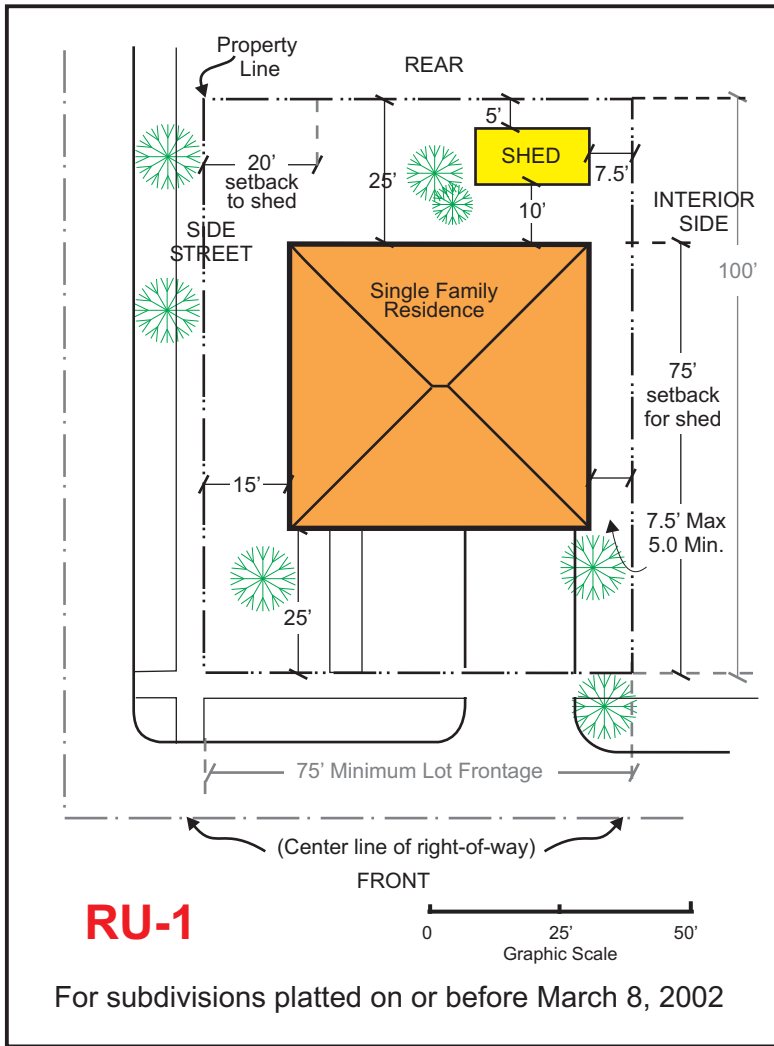 Property
Line
REAR
5’
SHED
20’
setback
to shed
25’
7.5’
10’
INTERIOR
SIDE
SIDE
STREET
100’
Single Family
Residence
75’
setback
for shed
15’
7.5’ Max
5.0 Min.
25’
75’ Minimum Lot Frontage
(Center line of right-of-way)
FRONT
RU-1
0 25’ 50’
Graphic Scale
For subdivisions platted on or before March 8, 2002